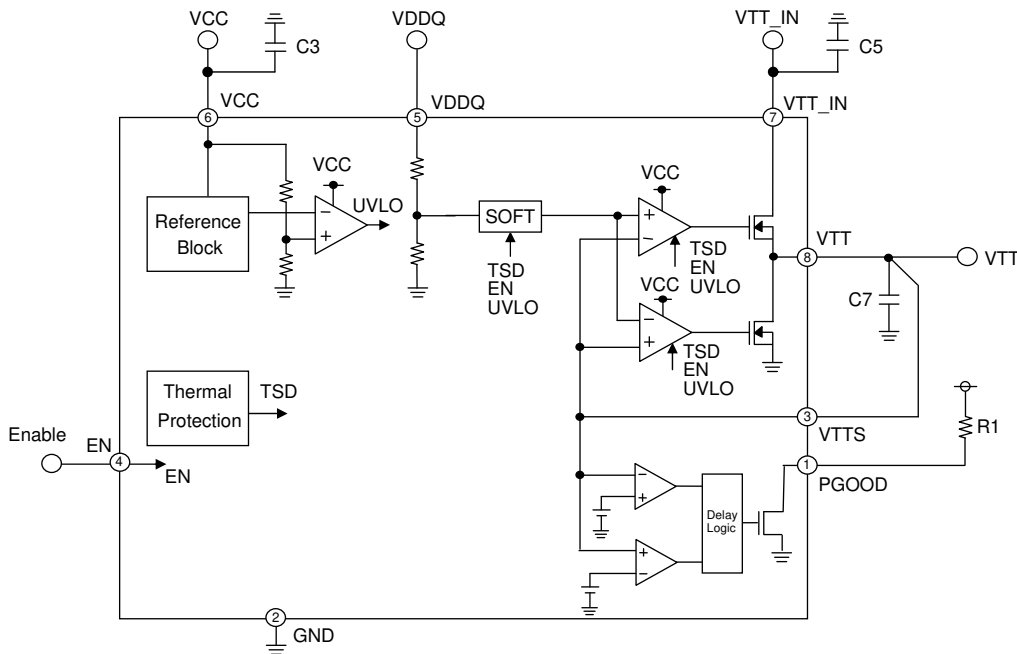 VCC
C3
VDDQ
VTT_IN
C5
VCC
VDDQ
VTT_IN
6
5
7
Reference
Block
VCC
−
+
UVLO
SOFT
TSD
EN
UVLO
VCC
+
−
TSD
EN
UVLO
VCC
−
+
TSD
EN
UVLO
VTT
8
VTT
C7
Thermal
Protection
TSD
3
VTTS
R1
Enable
EN
4
EN
1
PGOOD
−
+
Delay
Logic
+
−
2
GND